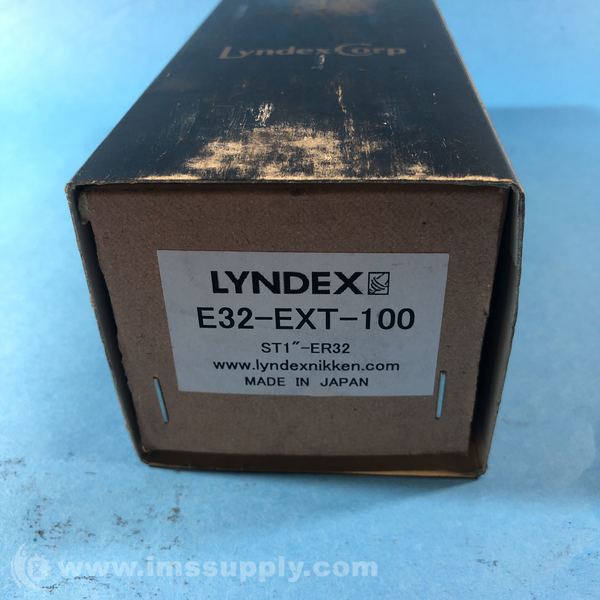 LyndexCorp
LYNDEX
E32-EXT-100
ST1"-ER32
www.lyndexnikken.com
MADE IN JAPAN
www.imssupply.com